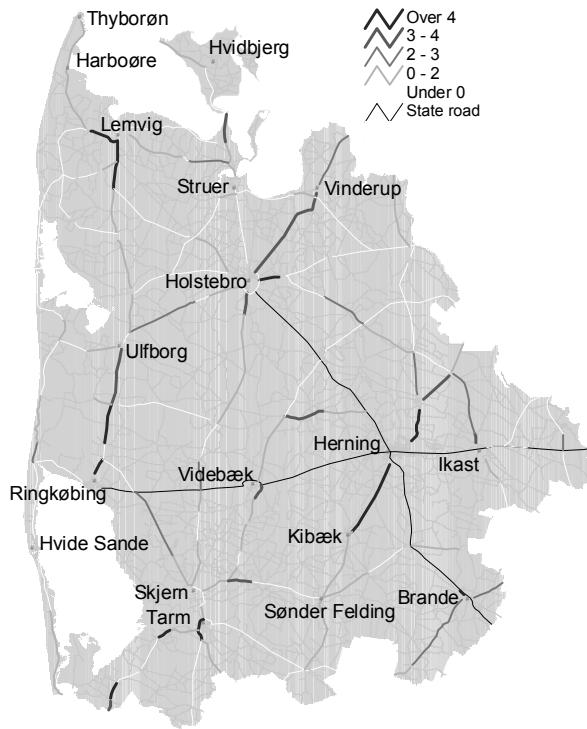 Thyborøn
Over 4
3 - 4
2 - 3
0 - 2
Under 0
State road
Hvidbjerg
Harboøre
Lemvig
Struer
Vinderup
Holstebro
Ulfborg
Herning
Ikast
Videbæk
Ringkøbing
Hvide Sande
Kibæk
Skjern
Tarm
Sønder Felding
Brande